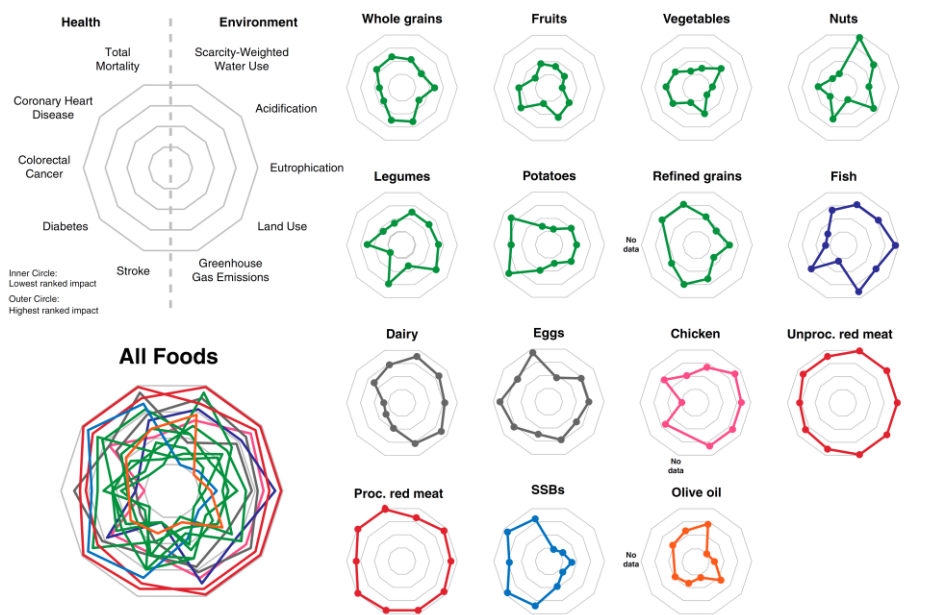 Health
Environment
Total
Mortality
Scarcity-Weighted
Water Use
Coronary Heart
Disease
Acidification
Colorectal
Cancer
Eutrophication
Diabetes
Land Use
Stroke
Greenhouse
Gas Emissions
Inner Circle:
Lowest ranked impact
Outer Circle:
Highest ranked impact
All Foods
Whole grains
Fruits
Vegetables
Nuts
Legumes
Potatoes
Refined grains
Fish
No
data
Dairy
Eggs
Chicken
Unproc. red meat
No
data
Proc. red meat
SSBs
Olive oil
No
data